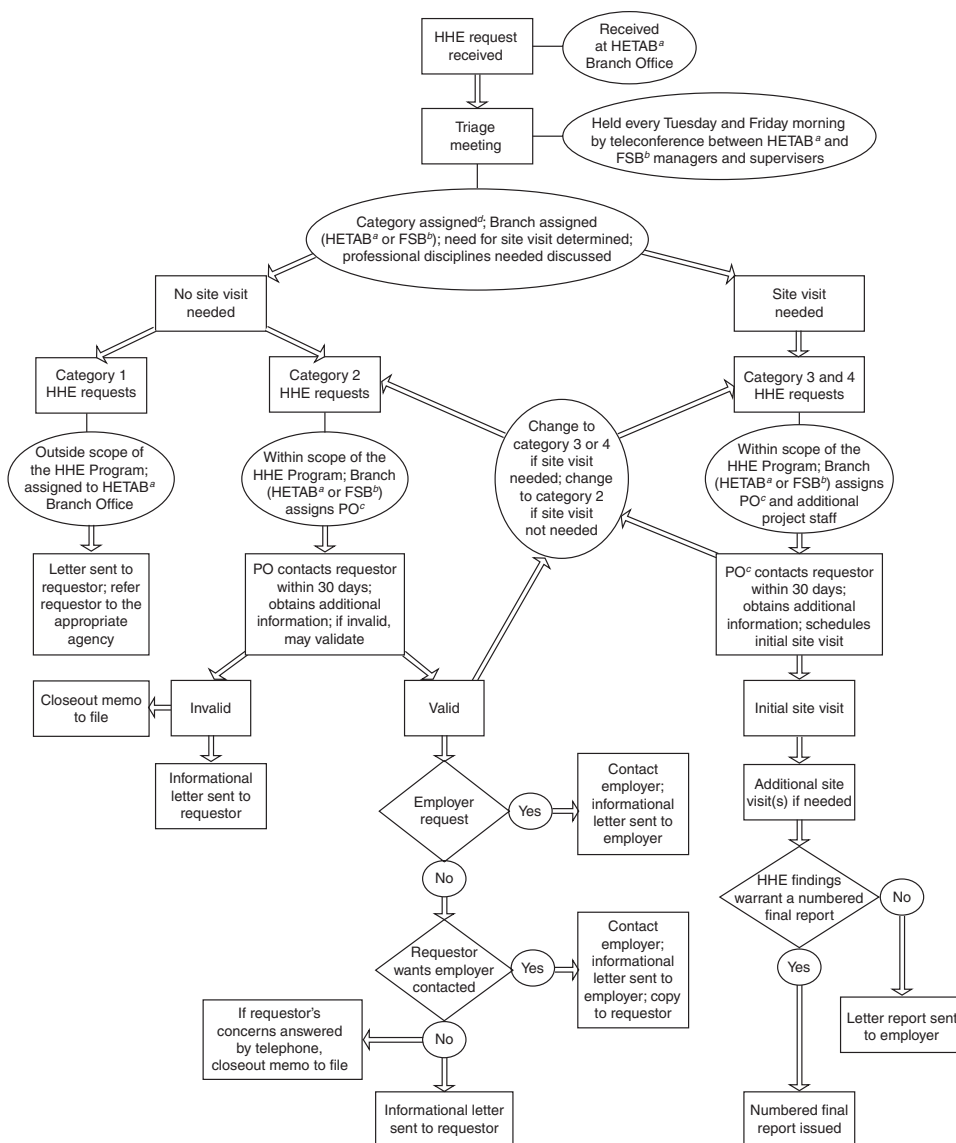 HHE request
received
Received
at HETABᵃ
Branch Office
Triage
meeting
Held every Tuesday and Friday morning
by teleconference between HETABᵃ and
FSBᵇ managers and supervisers
Category assignedᵈ; Branch assigned
(HETABᵃ or FSBᵇ); need for site visit determined;
professional disciplines needed discussed
No site visit
needed
Site visit
needed
Category 1
HHE requests
Category 2
HHE requests
Category 3 and 4
HHE requests
Change to
category 3 or 4
if site visit
needed; change
to category 2
if site visit
not needed
Outside scope of
the HHE Program;
assigned to HETABᵃ
Branch Office
Within scope of the
HHE Program; Branch
(HETABᵃ or FSBᵇ)
assigns POᶜ
Within scope of the
HHE Program; Branch
(HETABᵃ or FSBᵇ) assigns
POᶜ and additional
project staff
Letter sent to
requestor; refer
requestor to the
appropriate
agency
PO contacts requestor
within 30 days;
obtains additional
information; if invalid,
may validate
POᶜ contacts requestor
within 30 days;
obtains additional
information; schedules
initial site visit
Closeout memo
to file
Invalid
Valid
Initial site visit
Informational
letter sent to
requestor
Employer
request
Yes
Contact
employer;
informational
letter sent to
employer
Additional site
visit(s) if needed
No
HHE findings
warrant a numbered
final report
No
Requestor
wants employer
contacted
Yes
Contact
employer;
informational
letter sent to
employer; copy
to requestor
Yes
Letter report sent
to employer
If requestor's
concerns answered
by telephone,
closeout memo to file
No
Informational letter
sent to requestor
Numbered final
report issued